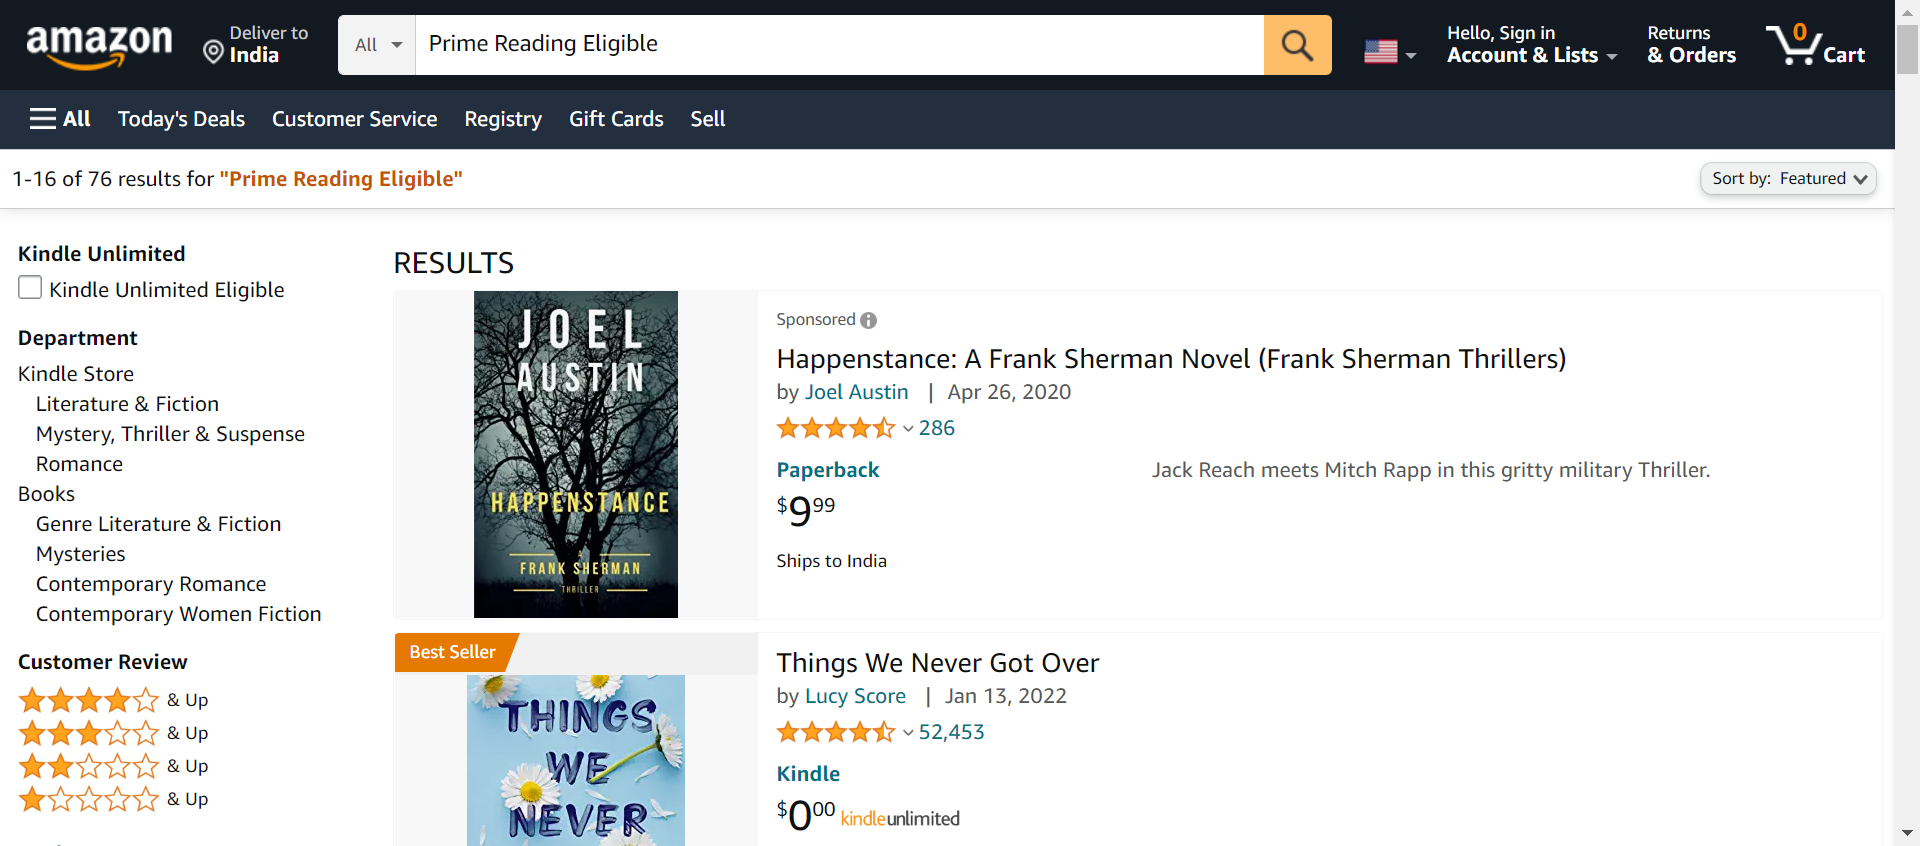 amazon
Deliver to
India
All
Prime Reading Eligible
Hello, Sign in
Account & Lists
Returns
& Orders
0
Cart
All
Today's Deals
Customer Service
Registry
Gift Cards
Sell
1-16 of 76 results for "Prime Reading Eligible"
Sort by: Featured
Kindle Unlimited
Kindle Unlimited Eligible
Department
Kindle Store
Literature & Fiction
Mystery, Thriller & Suspense
Romance
Books
Genre Literature & Fiction
Mysteries
Contemporary Romance
Contemporary Women Fiction
Customer Review
& Up
& Up
& Up
& Up
RESULTS
JOEL
AUSTIN
HAPPENSTANCE
A
FRANK SHERMAN
THRILLER
Sponsored
Happenstance: A Frank Sherman Novel (Frank Sherman Thrillers)
by Joel Austin | Apr 26, 2020
286
Paperback
$9.99
Jack Reach meets Mitch Rapp in this gritty military Thriller.
Ships to India
Best Seller
THINGS
WE
NEVER
Things We Never Got Over
by Lucy Score | Jan 13, 2022
52,453
Kindle
$0.00 kindleunlimited